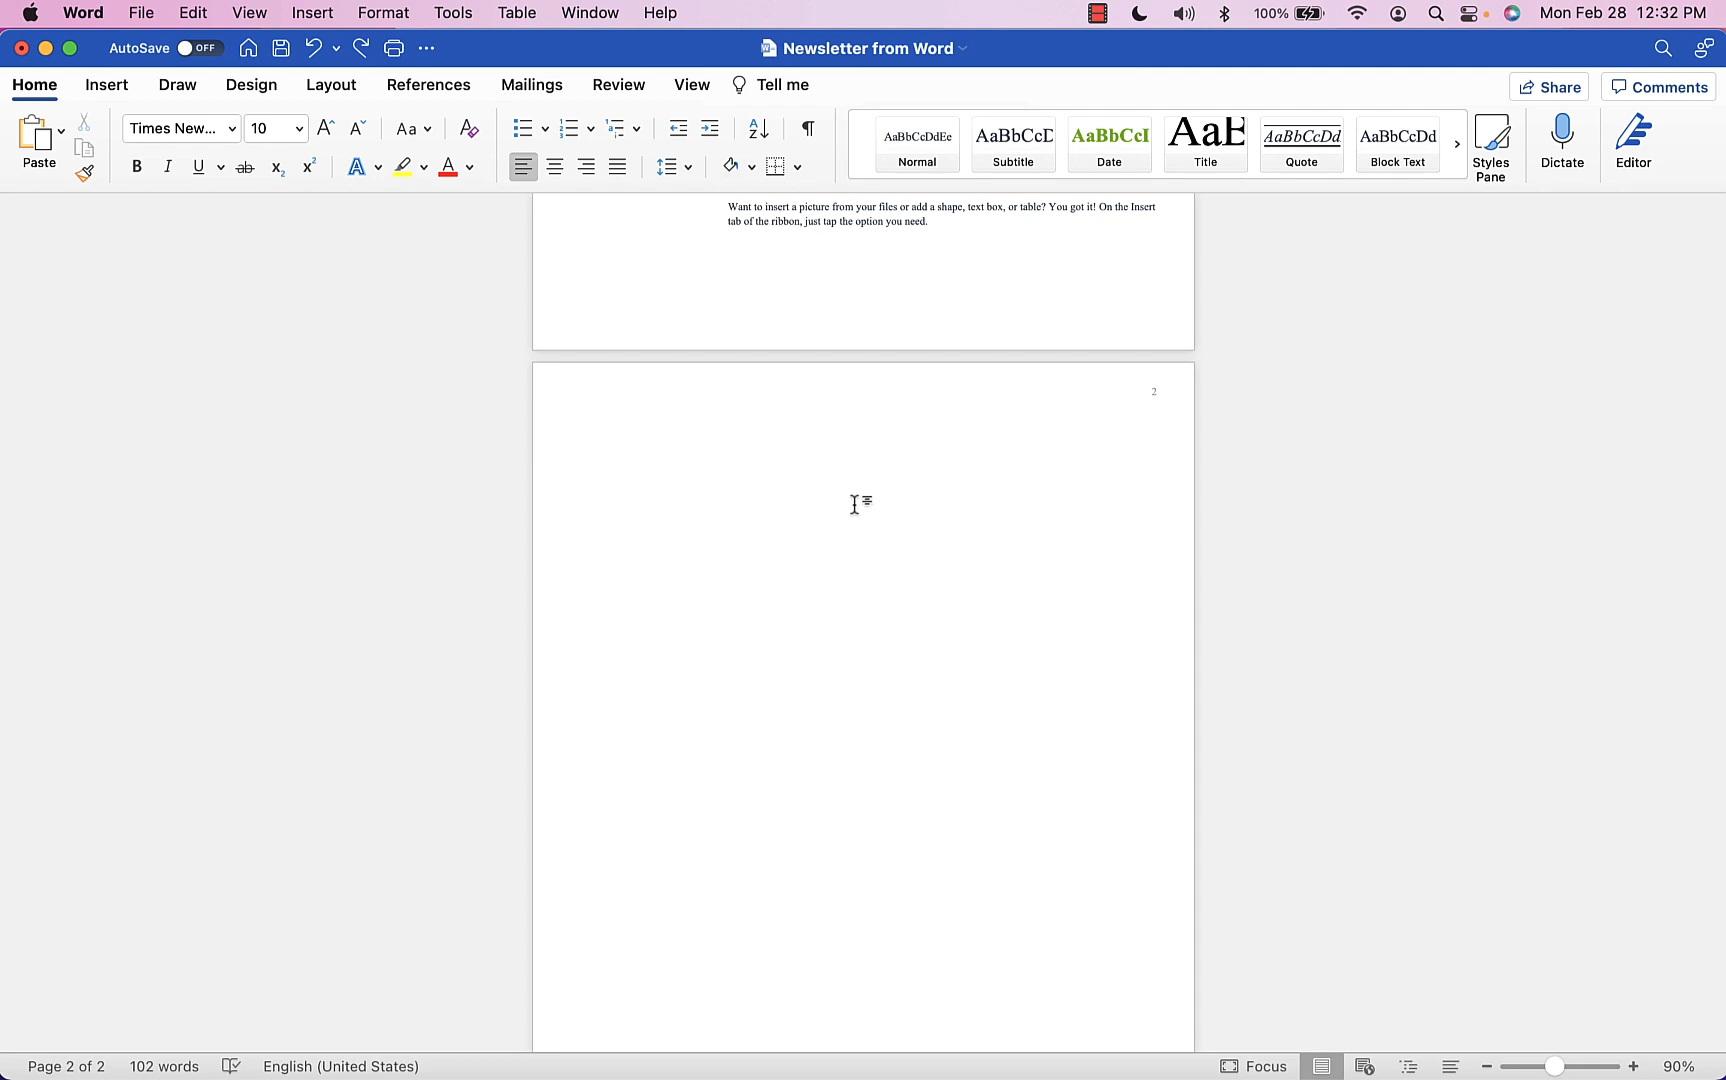 Word File Edit View Insert Format Tools Table Window Help 100% Mon Feb 28 12:32 PM
AutoSave OFF Newsletter from Word
Home Insert Draw Design Layout References Mailings Review View Tell me Share Comments
Paste Times New... 10 Aa
AaBbCcDdEe Normal AaBbCcD Subtitle AaBbCcI Date AaB Title AaBbCcDd Quote AaBbCcDd Block Text
Styles Pane Dictate Editor
Want to insert a picture from your files or add a shape, text box, or table? You got it! On the Insert
tab of the ribbon, just tap the option you need.
2
Page 2 of 2 102 words English (United States) Focus 90%